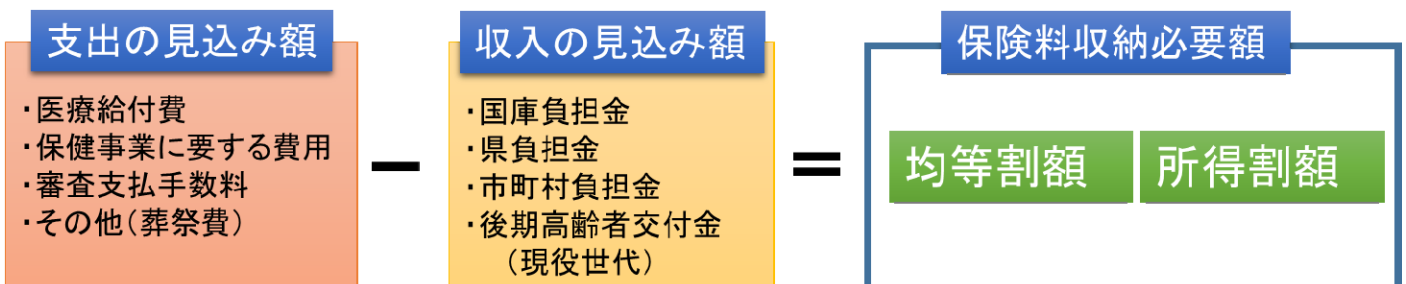 支出の見込み額
・医療給付費
・保健事業に要する費用
・審査支払手数料
・その他(葬祭費)
－
収入の見込み額
・国庫負担金
・県負担金
・市町村負担金
・後期高齢者交付金
(現役世代)
＝
保険料収納必要額
均等割額
所得割額